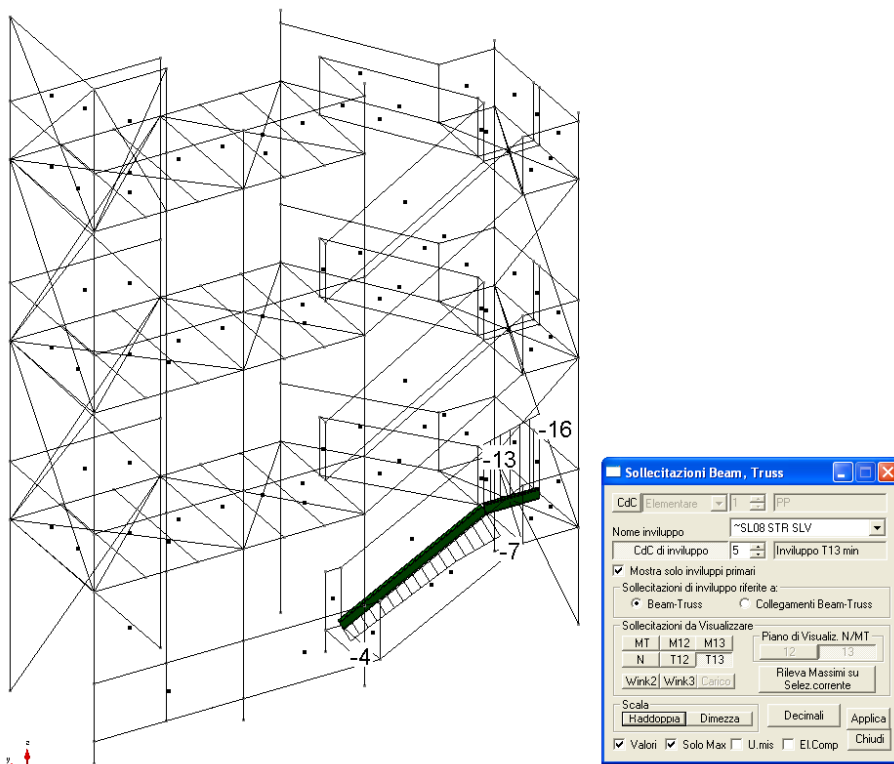 -16
-13
-7
-4
z
y
Sollecitazioni Beam, Truss
CdC Elementare 1 PP
Nome inviluppo ~SL08 STR SLV
CdC di inviluppo 5 Inviluppo T13 min
Mostra solo inviluppi primari
Sollecitazioni di inviluppo riferite a:
Beam-Truss Collegamenti Beam-Truss
Sollecitazioni da Visualizzare
MT M12 M13
N T12 T13
Wink2 Wink3 Carico
Piano di Visualiz. N/MT
12 13
Rileva Massimi su
Selez.corrente
Scala
Raddoppia Dimezza
Decimali
Applica
Chiudi
Valori Solo Max U.mis El.Comp